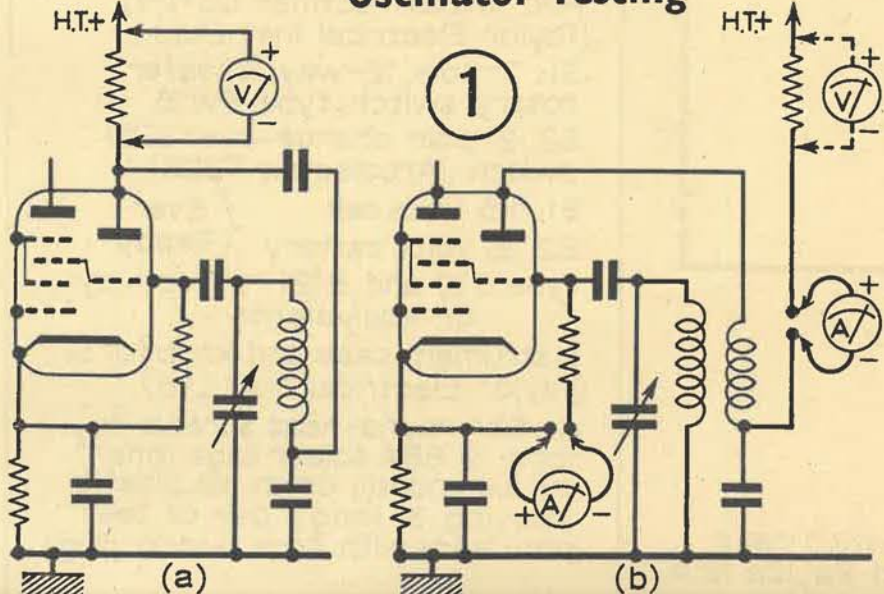 Oscillator Testing
H.T.+
V
+
-
1
H.T.+
V
+
-
A
+
-
+
A
-
(a)
(b)